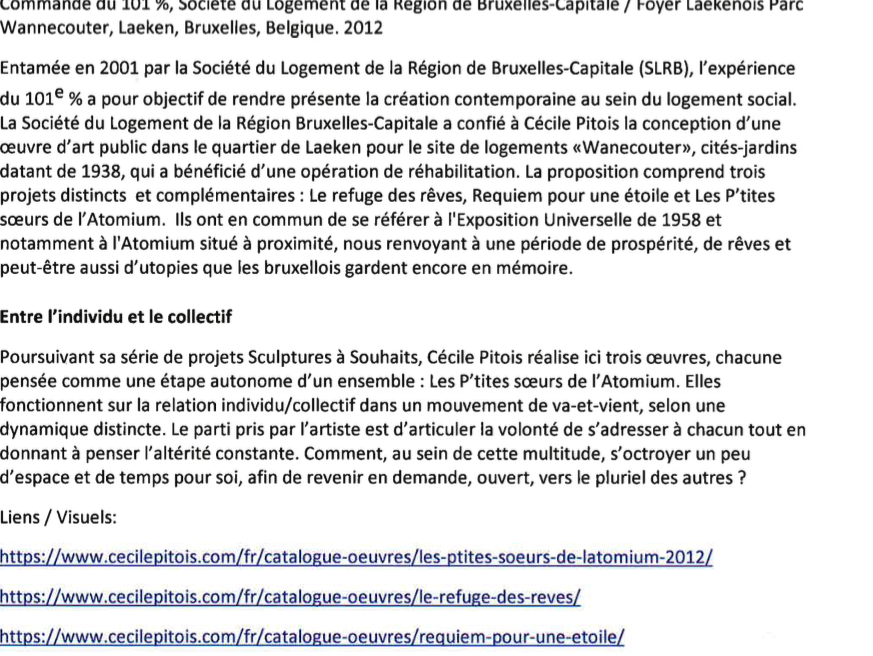 Commande du 101 %, Société du Logement de la Région de Bruxelles-Capitale / Foyer Laekenois Parc
Wannecouter, Laeken, Bruxelles, Belgique. 2012
Entamée en 2001 par la Société du Logement de la Région de Bruxelles-Capitale (SLRB), l’expérience
du 101e % a pour objectif de rendre présente la création contemporaine au sein du logement social.
La Société du Logement de la Région Bruxelles-Capitale a confié à Cécile Pitois la conception d’une
œuvre d’art public dans le quartier de Laeken pour le site de logements «Wanecouter», cités-jardins
datant de 1938, qui a bénéficié d’une opération de réhabilitation. La proposition comprend trois
projets distincts  et complémentaires : Le refuge des rêves, Requiem pour une étoile et Les P’tites
sœurs de l’Atomium.  Ils ont en commun de se référer à l'Exposition Universelle de 1958 et
notamment à l'Atomium situé à proximité, nous renvoyant à une période de prospérité, de rêves et
peut-être aussi d’utopies que les bruxellois gardent encore en mémoire.
Entre l’individu et le collectif
Poursuivant sa série de projets Sculptures à Souhaits, Cécile Pitois réalise ici trois œuvres, chacune
pensée comme une étape autonome d’un ensemble : Les P’tites sœurs de l’Atomium. Elles
fonctionnent sur la relation individu/collectif dans un mouvement de va-et-vient, selon une
dynamique distincte. Le parti pris par l’artiste est d’articuler la volonté de s’adresser à chacun tout en
donnant à penser l’altérité constante. Comment, au sein de cette multitude, s’octroyer un peu
d’espace et de temps pour soi, afin de revenir en demande, ouvert, vers le pluriel des autres ?
Liens / Visuels:
https://www.cecilepitois.com/fr/catalogue-oeuvres/les-ptites-soeurs-de-latomium-2012/
https://www.cecilepitois.com/fr/catalogue-oeuvres/le-refuge-des-reves/
https://www.cecilepitois.com/fr/catalogue-oeuvres/requiem-pour-une-etoile/